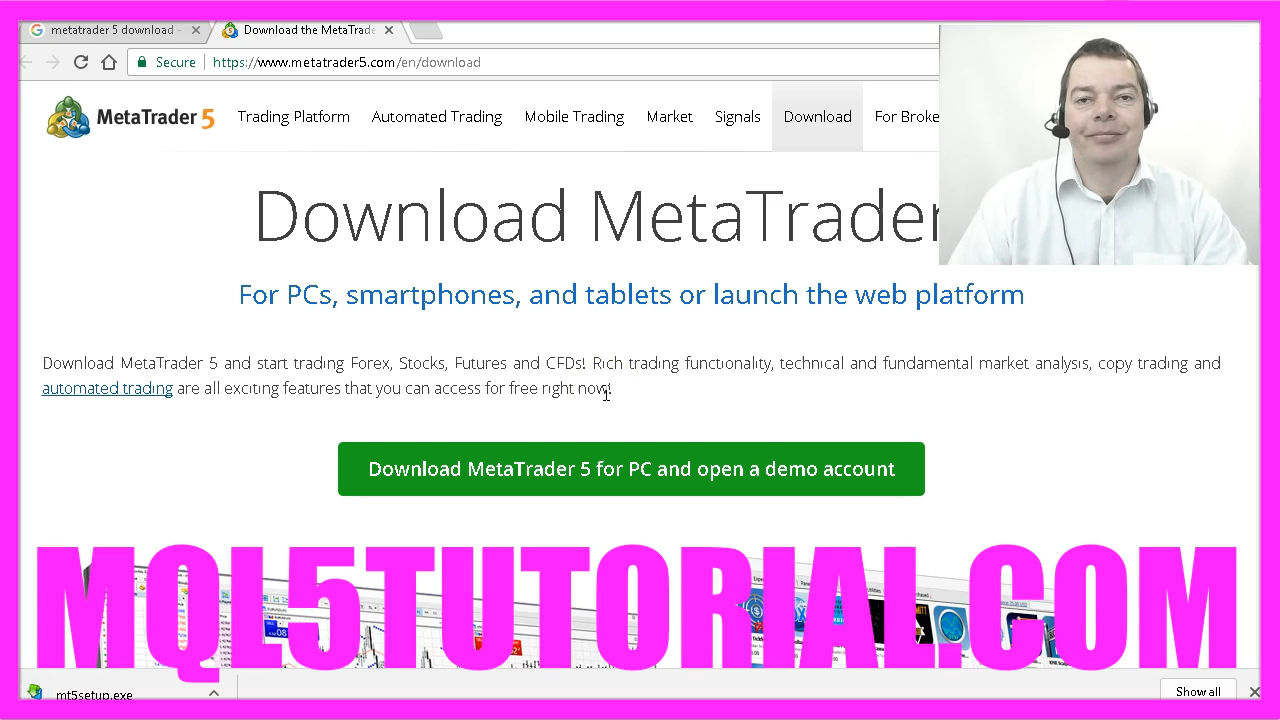 metatrader 5 download
Download the MetaTrade
Secure
https://www.metatrader5.com/en/download
MetaTrader 5
Trading Platform
Automated Trading
Mobile Trading
Market
Signals
Download
For Broke
Download MetaTrader
For PCs, smartphones, and tablets or launch the web platform
Download MetaTrader 5 and start trading Forex, Stocks, Futures and CFDs! Rich trading functionality, technical and fundamental market analysis, copy trading and
automated trading are all exciting features that you can access for free right now!
Download MetaTrader 5 for PC and open a demo account
MQL5TUTORIAL.COM
mt5setup.exe
Show all